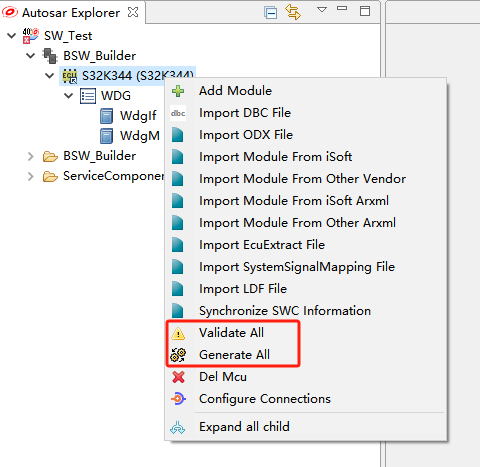 Autosar Explorer
SW_Test
BSW_Builder
S32K344 (S32K344)
WDG
WdgIf
WdgM
BSW_Builder
ServiceComponen
Add Module
dbc Import DBC File
Import ODX File
Import Module From iSoft
Import Module From Other Vendor
Import Module From iSoft Arxml
Import Module From Other Arxml
Import EcuExtract File
Import SystemSignalMapping File
Import LDF File
Synchronize SWC Information
Validate All
Generate All
Del Mcu
Configure Connections
Expand all child